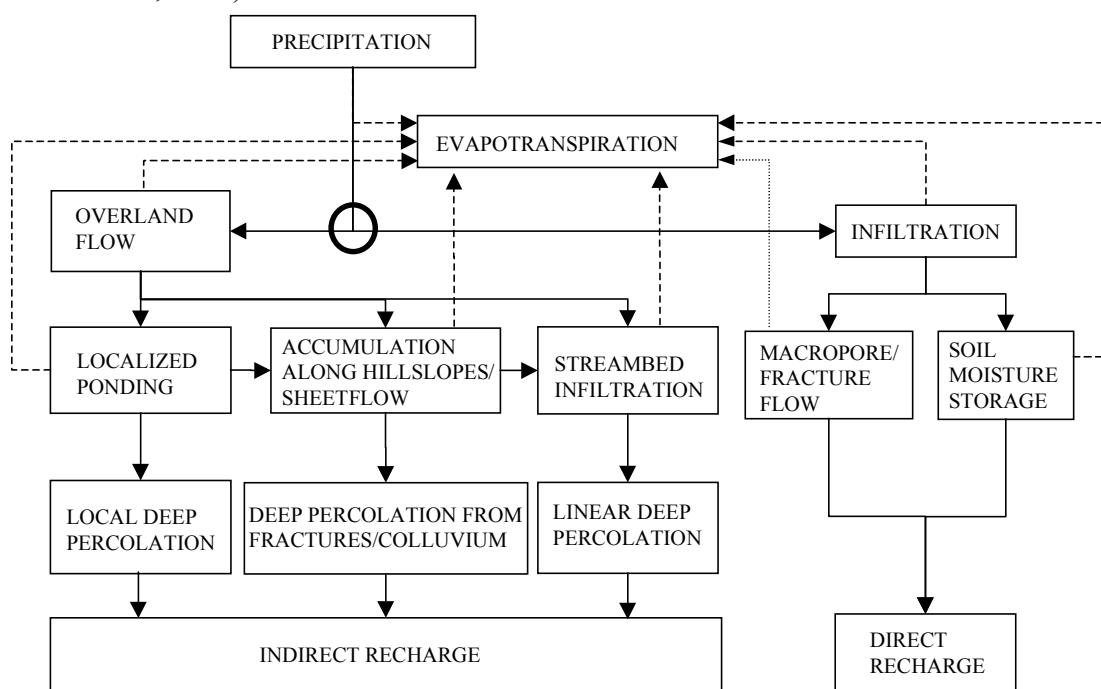 PRECIPITATION
EVAPOTRANSPIRATION
OVERLAND
FLOW
INFILTRATION
LOCALIZED
PONDING
ACCUMULATION
ALONG HILLSLOPES/
SHEETFLOW
STREAMBED
INFILTRATION
MACROPORE/
FRACTURE
FLOW
SOIL
MOISTURE
STORAGE
LOCAL DEEP
PERCOLATION
DEEP PERCOLATION FROM
FRACTURES/COLLUVIUM
LINEAR DEEP
PERCOLATION
INDIRECT RECHARGE
DIRECT
RECHARGE